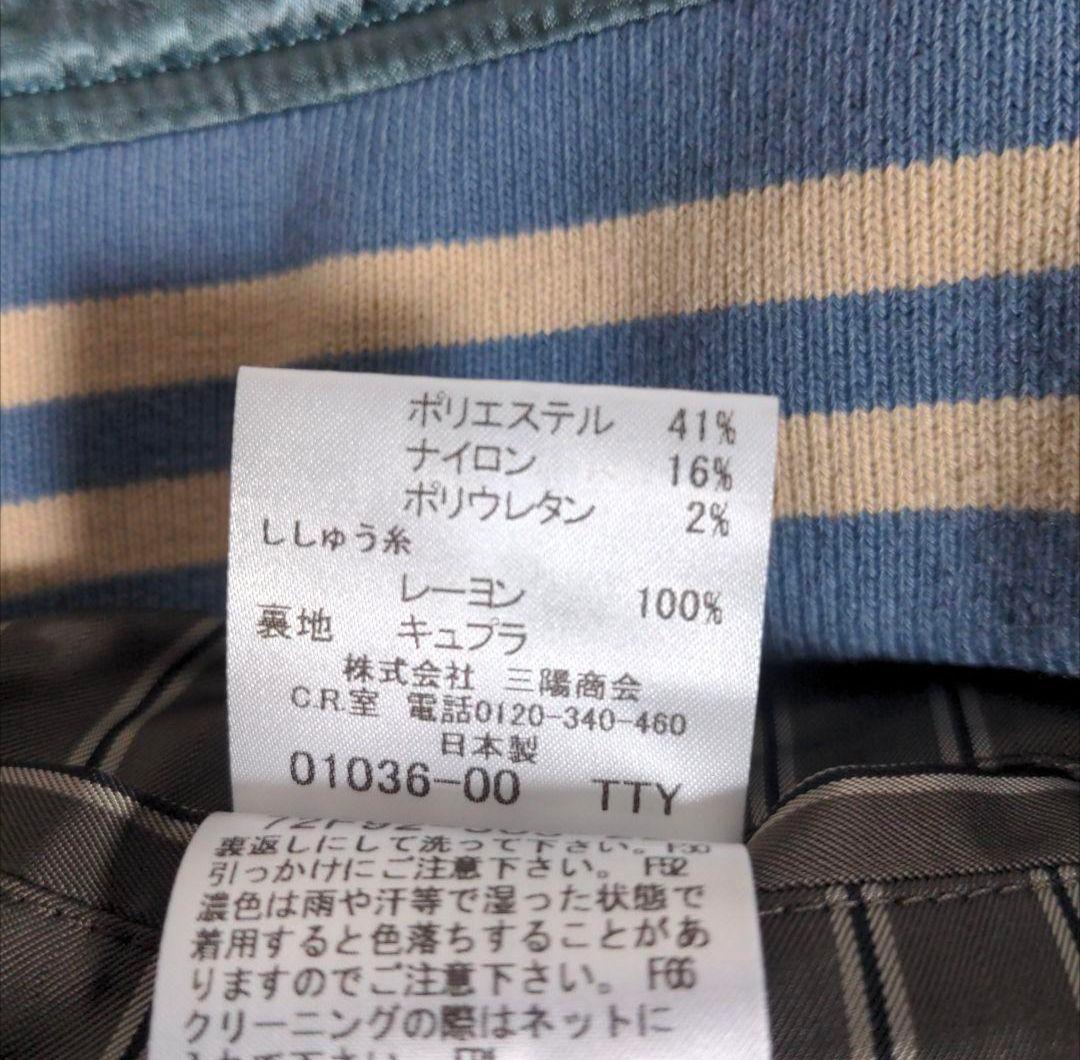 ポリエステル 41%
ナイロン 16%
ポリウレタン 2%
ししゅう糸
レーヨン 100%
裏地 キュプラ
株式会社 三陽商会
C.R.室 電話0120-340-460
日本製
01036-00 TTY
裏返しにして洗って下さい。
引っかけにご注意下さい。 F52
濃色は雨や汗等で湿った状態で
着用すると色落ちすることがあ
りますのでご注意下さい。 F66
クリーニングの際はネットに